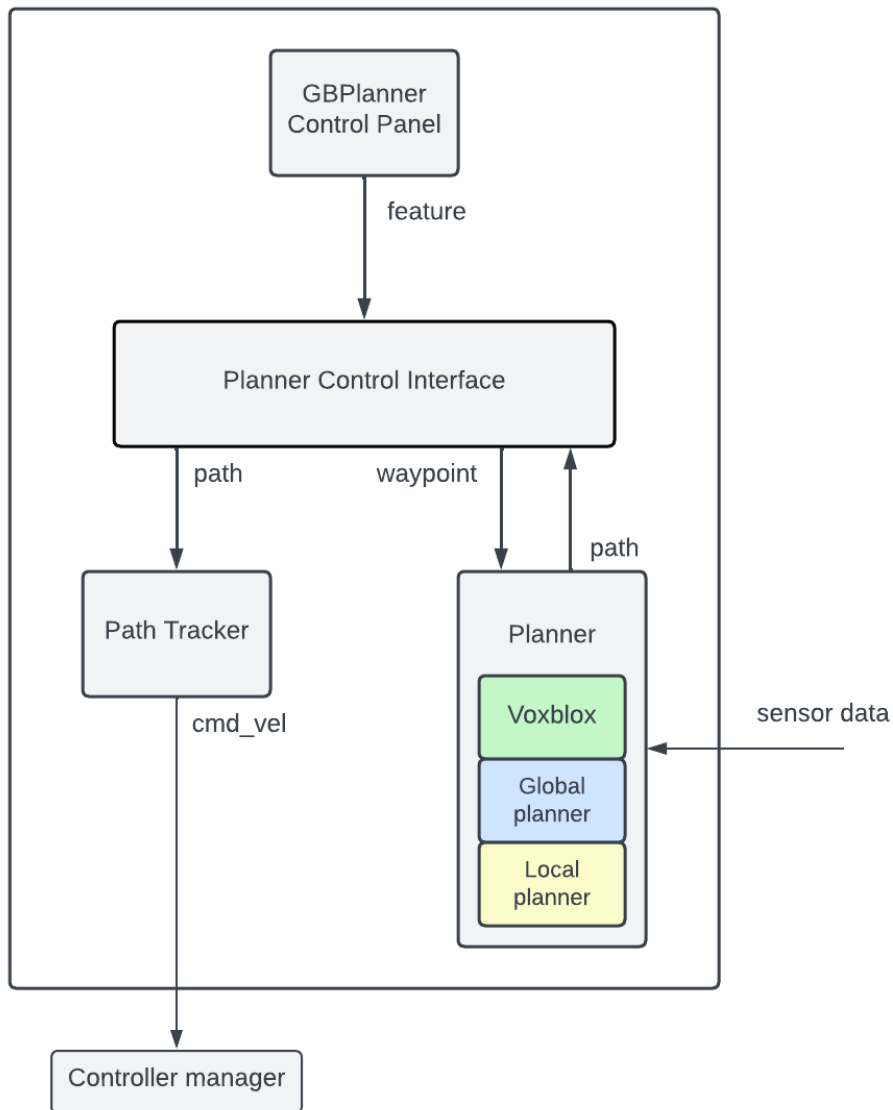 GBPlanner
Control Panel
feature
Planner Control Interface
path
waypoint
path
Path Tracker
Planner
cmd_vel
Voxblox
sensor data
Global
planner
Local
planner
Controller manager